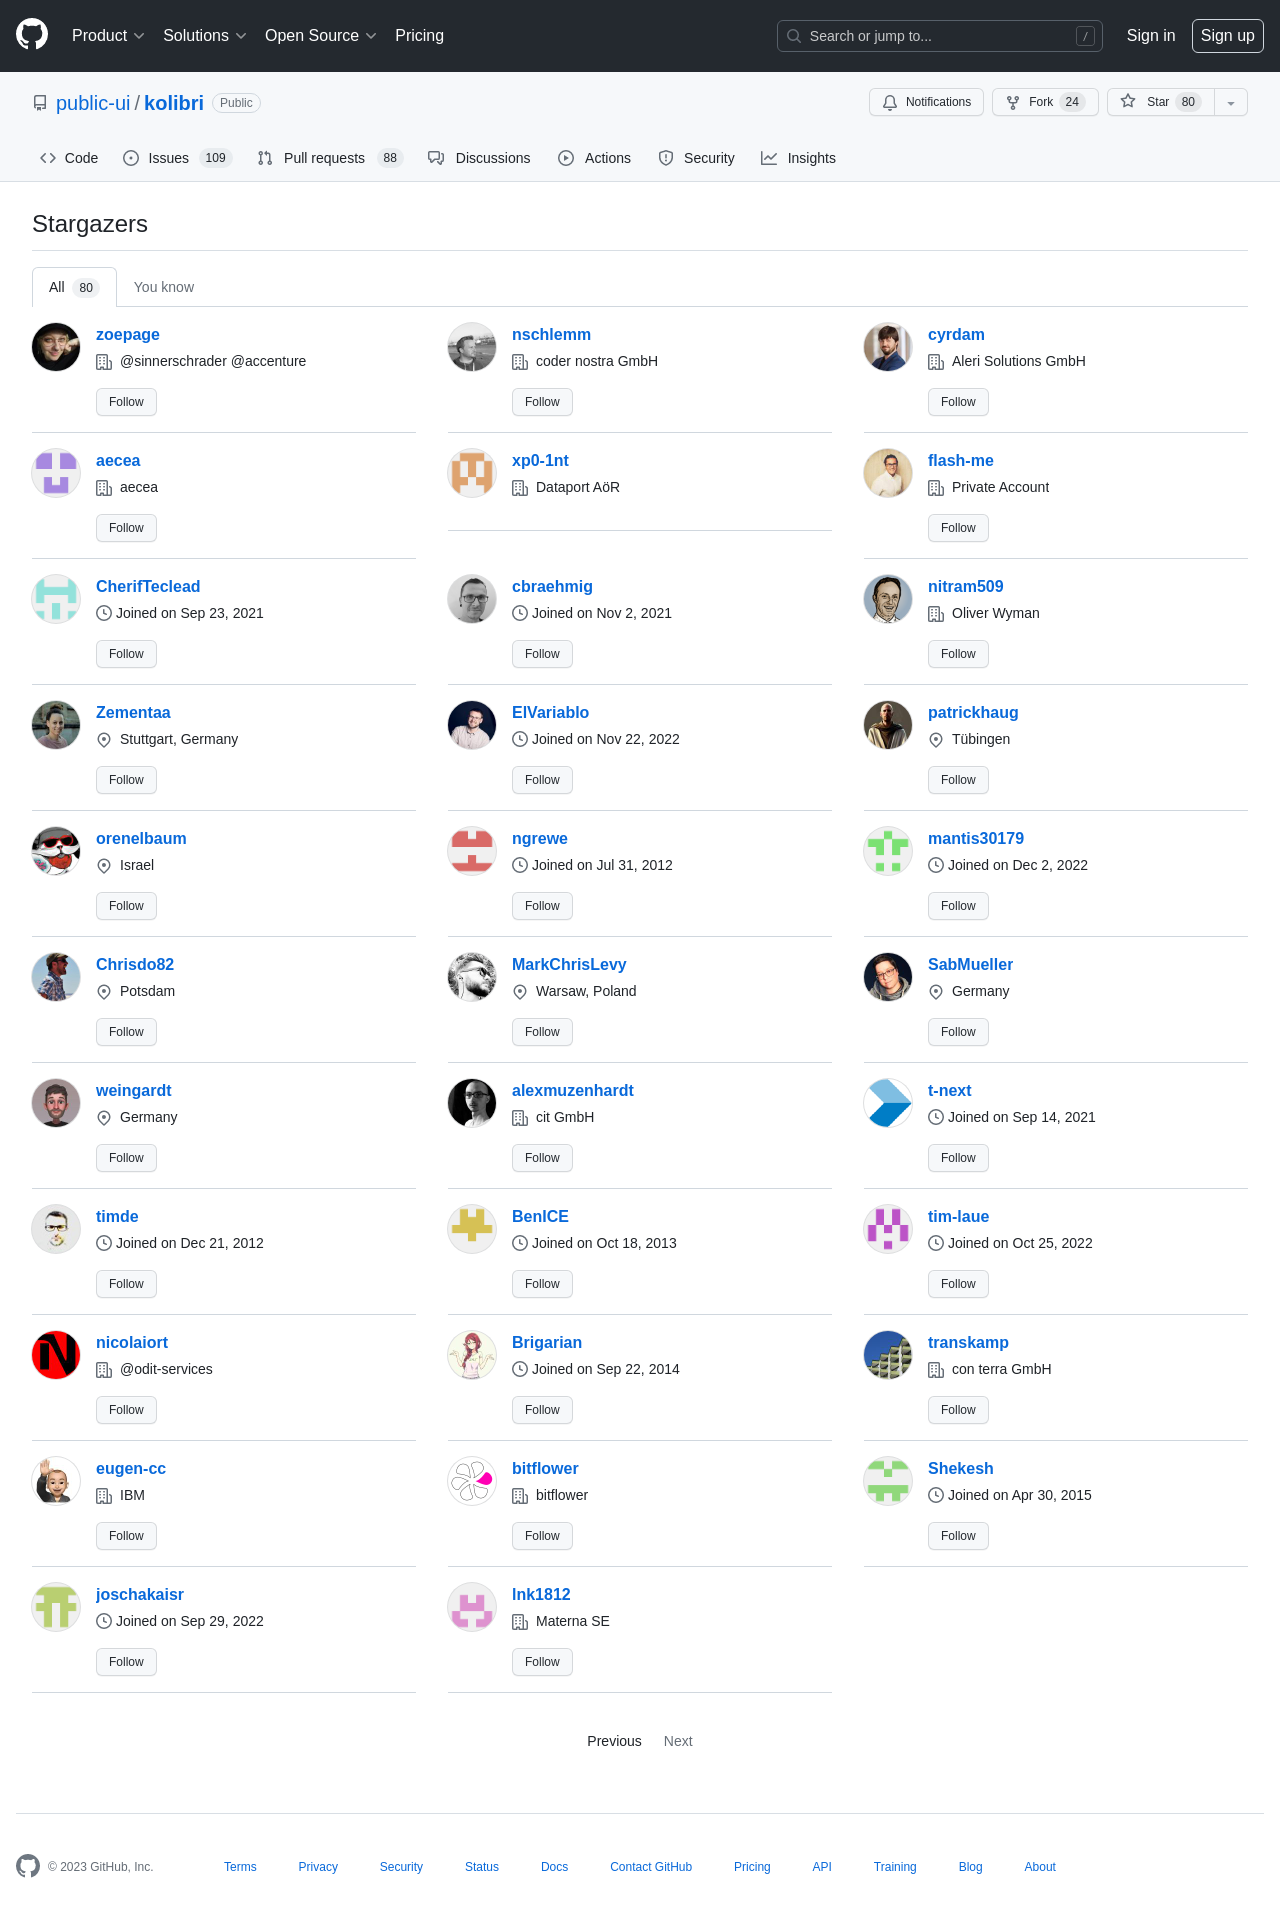 Product Solutions Open Source Pricing Search or jump to... / Sign in Sign up
public-ui / kolibri Public Notifications Fork 24 Star 80
Code Issues 109 Pull requests 88 Discussions Actions Security Insights
Stargazers
All 80 You know
zoepage nschlemm cyrdam
@sinnerschrader @accenture coder nostra GmbH Aleri Solutions GmbH
Follow Follow Follow
aecea xp0-1nt flash-me
aecea Dataport AöR Private Account
Follow Follow
CherifTeclead cbraehmig nitram509
Joined on Sep 23, 2021 Joined on Nov 2, 2021 Oliver Wyman
Follow Follow Follow
Zementaa ElVariablo patrickhaug
Stuttgart, Germany Joined on Nov 22, 2022 Tübingen
Follow Follow Follow
orenelbaum ngrewe mantis30179
Israel Joined on Jul 31, 2012 Joined on Dec 2, 2022
Follow Follow Follow
Chrisdo82 MarkChrisLevy SabMueller
Potsdam Warsaw, Poland Germany
Follow Follow Follow
weingardt alexmuzenhardt t-next
Germany cit GmbH Joined on Sep 14, 2021
Follow Follow Follow
timde BenICE tim-laue
Joined on Dec 21, 2012 Joined on Oct 18, 2013 Joined on Oct 25, 2022
Follow Follow Follow
nicolaiort Brigarian transkamp
@odit-services Joined on Sep 22, 2014 con terra GmbH
Follow Follow Follow
eugen-cc bitflower Shekesh
IBM bitflower Joined on Apr 30, 2015
Follow Follow Follow
joschakaisr lnk1812
Joined on Sep 29, 2022 Materna SE
Follow Follow
Previous Next
© 2023 GitHub, Inc. Terms Privacy Security Status Docs Contact GitHub Pricing API Training Blog About